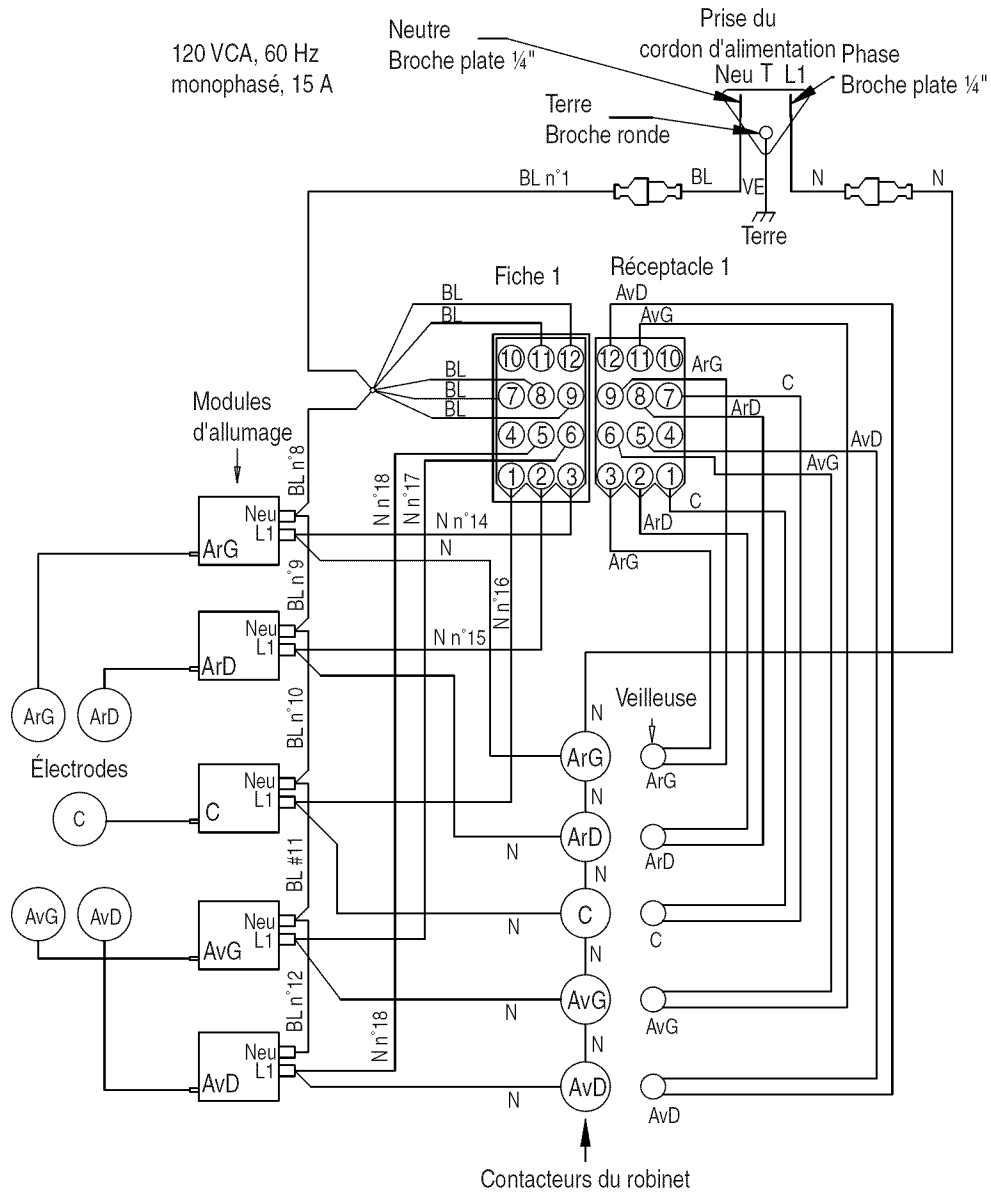 120 VCA, 60 Hz
monophasé, 15 A
Neutre
Broche plate ¼"
Prise du
cordon d'alimentation
Neu T L1
Phase
Broche plate ¼"
Terre
Broche ronde
BL n°1
BL
VE
N
N
Terre
Fiche 1
Réceptacle 1
BL
BL
BL
BL
BL
10 11 12
7 8 9
4 5 6
1 2 3
12 11 10
9 8 7
6 5 4
3 2 1
AvD
AvG
ArG
C
ArD
AvD
AvG
C
ArD
ArG
Modules
d'allumage
BL n°8
N n°18
N n°17
N n°14
N
N n°16
N n°15
Neu
L1
ArG
BL n°9
Neu
L1
ArD
BL n°10
Neu
L1
C
BL #11
Neu
L1
AvG
BL n°12
N n°18
Neu
L1
AvD
ArG
ArD
Électrodes
C
AvG
AvD
N
ArG
N
ArD
N
C
N
AvG
N
AvD
N
N
N
N
Veilleuse
ArG
ArD
C
AvG
AvD
Contacteurs du robinet